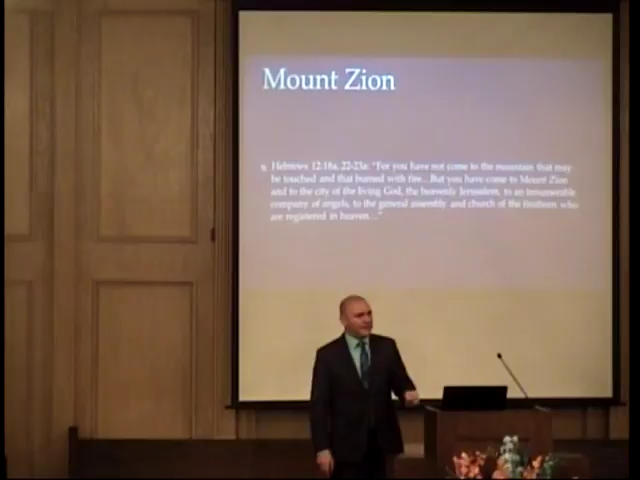 Mount Zion
Hebrews 12:18a, 22-23a: "For you have not come to the mountain that may
be touched and that burned with fire...But you have come to Mount Zion
and to the city of the living God, the heavenly Jerusalem, to an innumerable
company of angels, to the general assembly and church of the firstborn who
are registered in heaven..."